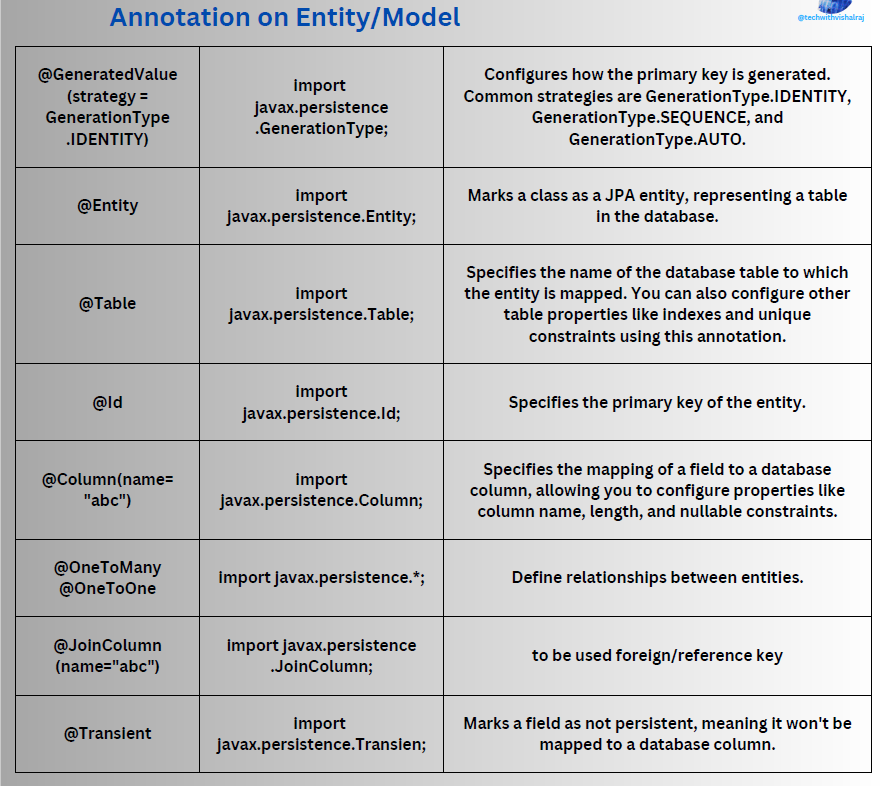 Annotation on Entity/Model
@techwithvishalraj
@GeneratedValue
(strategy =
GenerationType
.IDENTITY)
import
javax.persistence
.GenerationType;
Configures how the primary key is generated.
Common strategies are GenerationType.IDENTITY,
GenerationType.SEQUENCE, and
GenerationType.AUTO.
@Entity
import
javax.persistence.Entity;
Marks a class as a JPA entity, representing a table
in the database.
@Table
import
javax.persistence.Table;
Specifies the name of the database table to which
the entity is mapped. You can also configure other
table properties like indexes and unique
constraints using this annotation.
@Id
import
javax.persistence.Id;
Specifies the primary key of the entity.
@Column(name=
"abc")
import
javax.persistence.Column;
Specifies the mapping of a field to a database
column, allowing you to configure properties like
column name, length, and nullable constraints.
@OneToMany
@OneToOne
import javax.persistence.*;
Define relationships between entities.
@JoinColumn
(name="abc")
import javax.persistence
.JoinColumn;
to be used foreign/reference key
@Transient
import
javax.persistence.Transien;
Marks a field as not persistent, meaning it won't be
mapped to a database column.